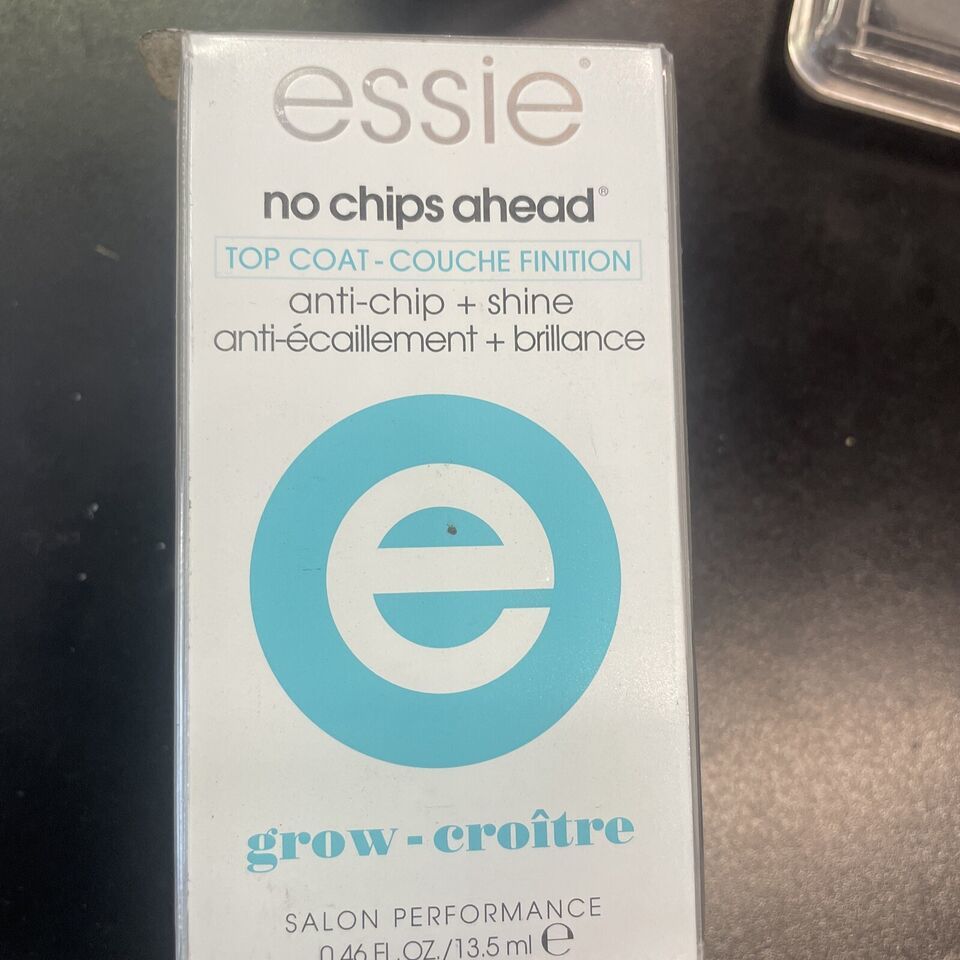 essie®
no chips ahead®
TOP COAT - COUCHE FINITION
anti-chip + shine
anti-écaillement + brillance
e
grow - croître
SALON PERFORMANCE
0.46 FL.OZ./13.5 ml ℮